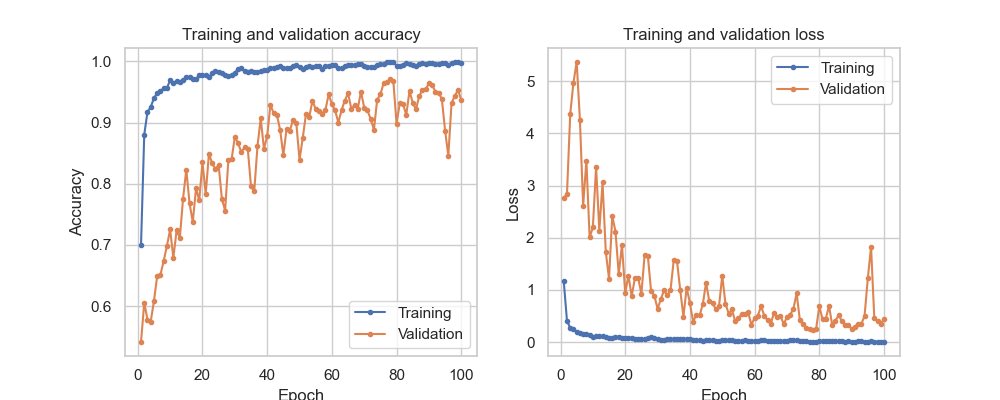 Training and validation accuracy
1.0
0.9
0.8
0.7
0.6
Accuracy
0 20 40 60 80 100
Epoch
Training
Validation
Training and validation loss
5
4
3
2
1
0
Loss
0 20 40 60 80 100
Epoch
Training
Validation